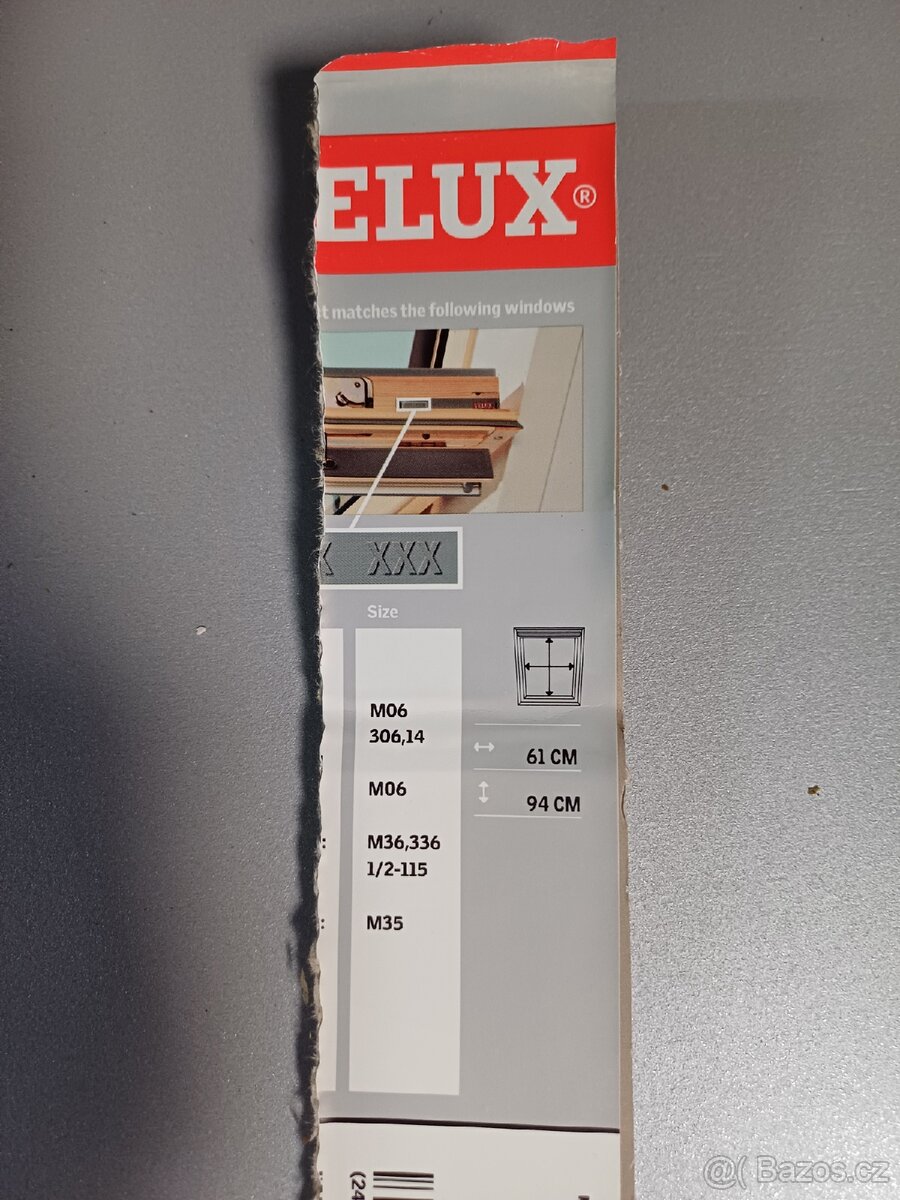 ELUX®
t matches the following windows
XXX
Size
M06
306,14
61 CM
M06
94 CM
: M36,336
1/2-115
: M35
(24
@( Bazos.cz